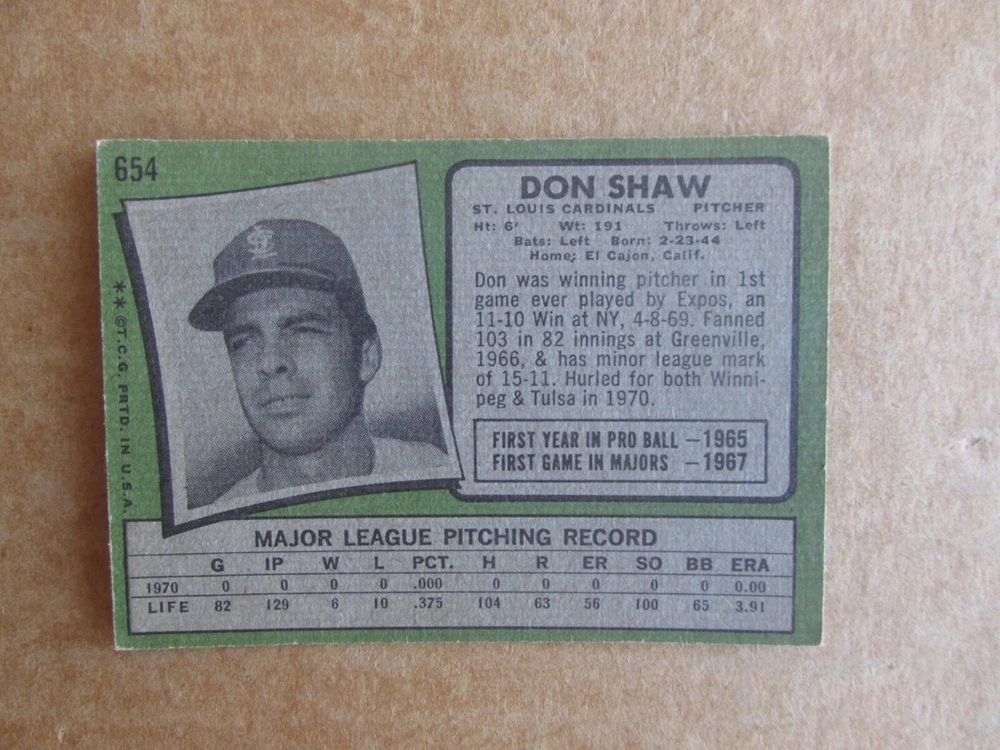 654
DON SHAW
ST. LOUIS CARDINALS PITCHER
Ht: 6' Wt: 191 Throws: Left
Bats: Left Born: 2-23-44
Home: El Cajon, Calif.
Don was winning pitcher in 1st
game ever played by Expos, an
11-10 Win at NY, 4-8-69. Fanned
103 in 82 innings at Greenville,
1966, & has minor league mark
of 15-11. Hurled for both Winni-
peg & Tulsa in 1970.
FIRST YEAR IN PRO BALL —1965
FIRST GAME IN MAJORS —1967
** ©T.C.G. PRTD. IN U.S.A.
StL
MAJOR LEAGUE PITCHING RECORD
G IP W L PCT. H R ER SO BB ERA
1970 0 0 0 0 .000 0 0 0 0 0 0.00
LIFE 82 129 6 10 .375 104 63 56 100 65 3.91